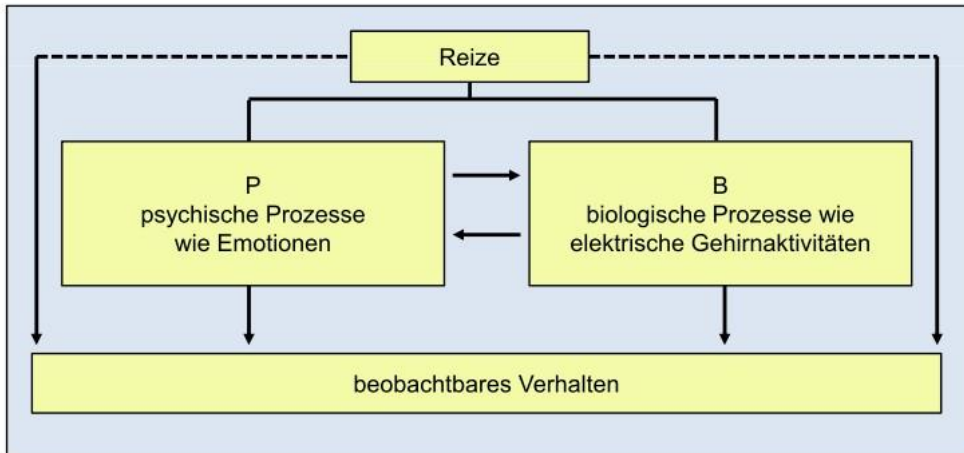 Reize
P
psychische Prozesse
wie Emotionen
B
biologische Prozesse wie
elektrische Gehirnaktivitäten
beobachtbares Verhalten